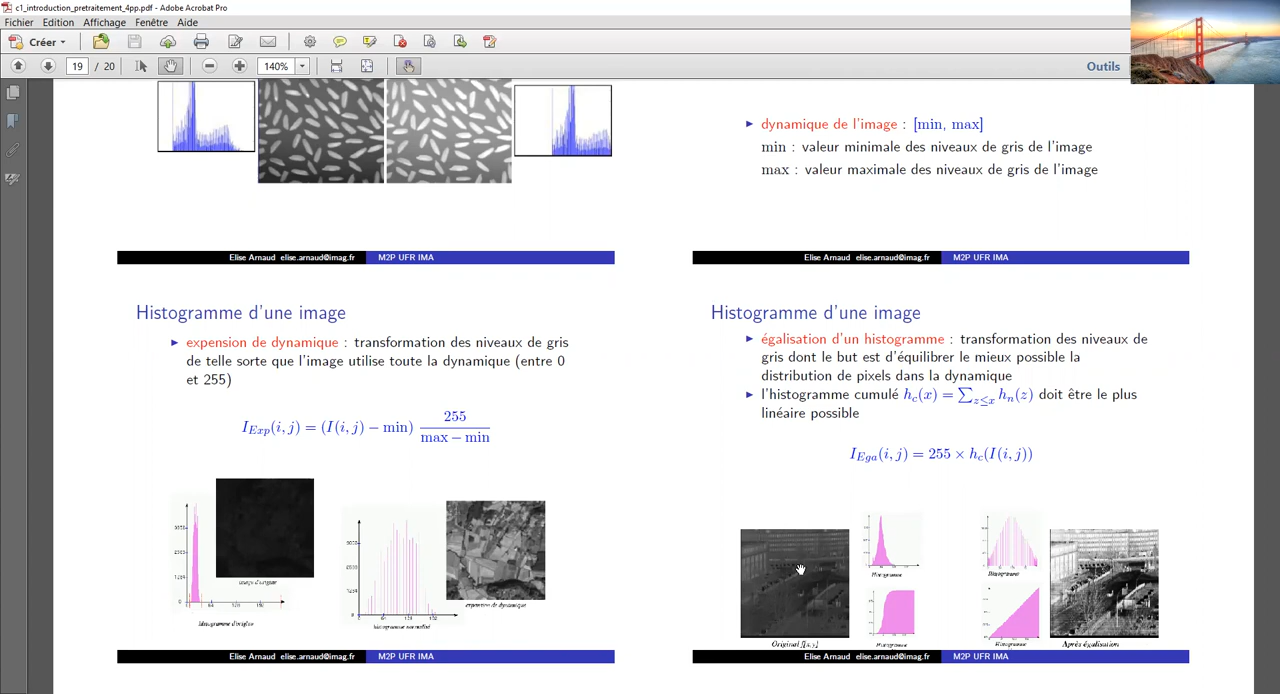 c1_introduction_pretraitement_4pp.pdf - Adobe Acrobat Pro
Fichier Edition Affichage Fenêtre Aide
Créer
19 / 20 140% Outils
▶ dynamique de l'image : [min, max]
min : valeur minimale des niveaux de gris de l'image
max : valeur maximale des niveaux de gris de l'image
Elise Arnaud elise.arnaud@imag.fr M2P UFR IMA
Elise Arnaud elise.arnaud@imag.fr M2P UFR IMA
Histogramme d'une image
▶ expension de dynamique : transformation des niveaux de gris
de telle sorte que l'image utilise toute la dynamique (entre 0
et 255)
I_Exp(i, j) = (I(i, j) − min) 255 / (max − min)
image d'origine
Histogramme d'origine
expension de dynamique
histogramme normalisé
Elise Arnaud elise.arnaud@imag.fr M2P UFR IMA
Histogramme d'une image
▶ égalisation d'un histogramme : transformation des niveaux de
gris dont le but est d'équilibrer le mieux possible la
distribution de pixels dans la dynamique
▶ l'histogramme cumulé h_c(x) = ∑_{z≤x} h_n(z) doit être le plus
linéaire possible
I_Ega(i, j) = 255 × h_c(I(i, j))
Histogramme
Histogramme
Original f[x,y]
Histogramme
Histogramme
Après égalisation
Elise Arnaud elise.arnaud@imag.fr M2P UFR IMA